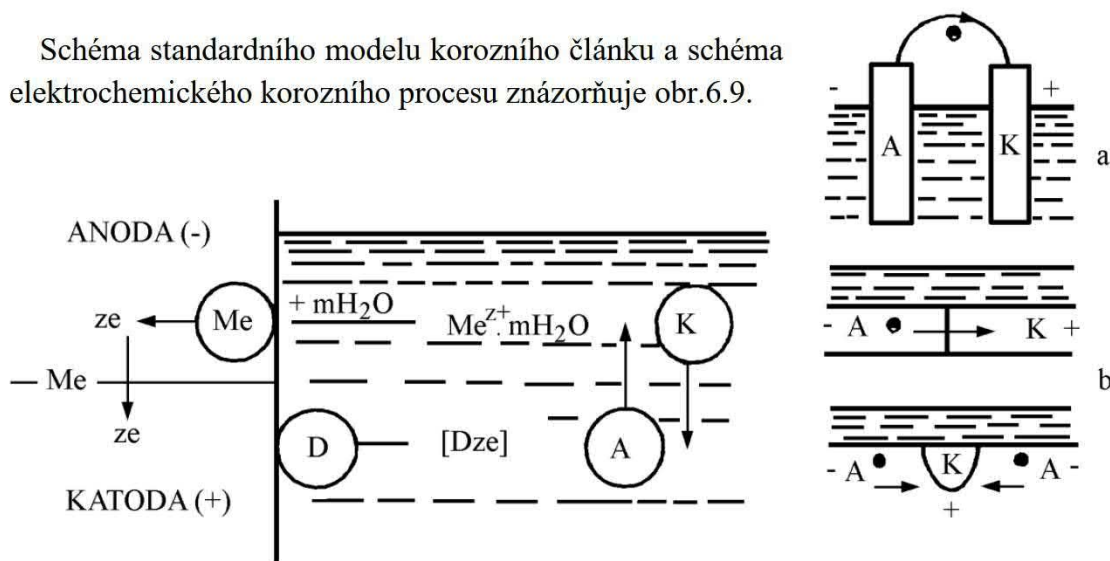 Schéma standardního modelu korozního článku a schéma
elektrochemického korozního procesu znázorňuje obr.6.9.
ANODA (-)
ze
Me
+ mH₂O
Meᶻ⁺.mH₂O
K
Me
ze
D
[Dze]
A
KATODA (+)
-
+
A
K
a
- A
K +
b
- A
K
A -
+